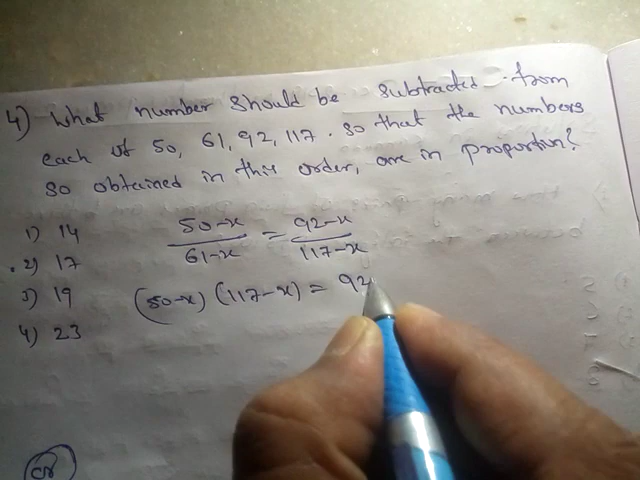 4) What number should be subtracted from
each of 50, 61, 92, 117. so that the numbers
so obtained in this order, are in proportion?
1) 14
2) 17
3) 19
4) 23
50-x/61-x = 92-x/117-x
(50-x) (117-x) = 92
or